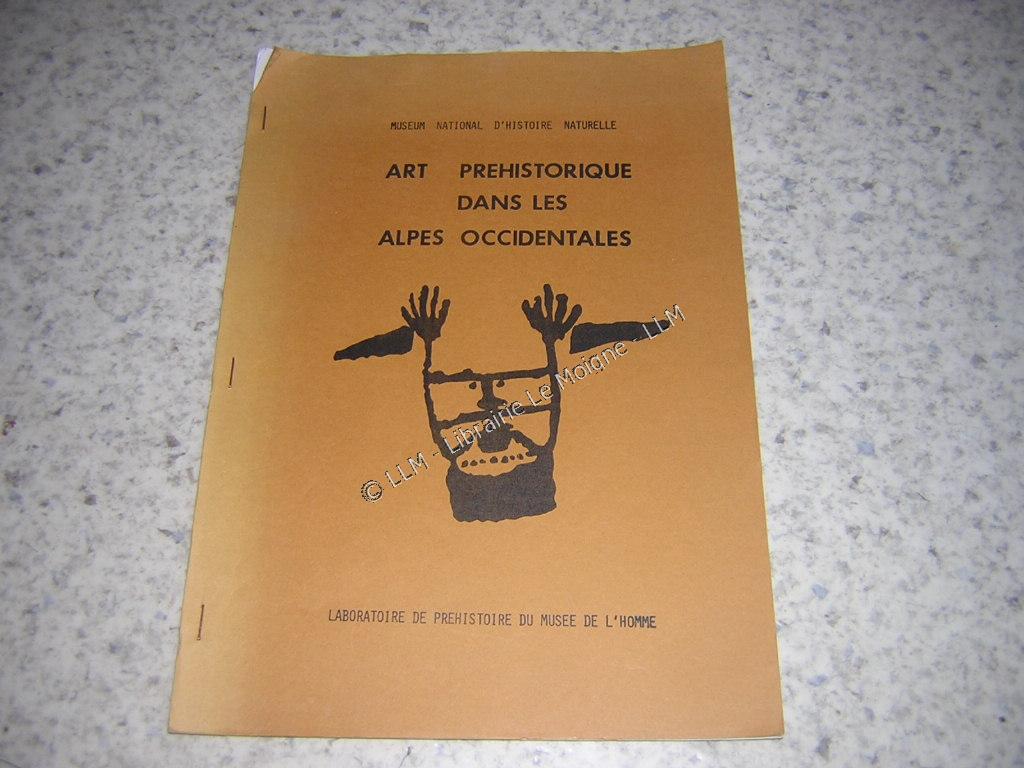 MUSEUM NATIONAL D'HISTOIRE NATURELLE
ART PREHISTORIQUE
DANS LES
ALPES OCCIDENTALES
© LLM - Librairie Le Moigne - LLM
LABORATOIRE DE PREHISTOIRE DU MUSEE DE L'HOMME